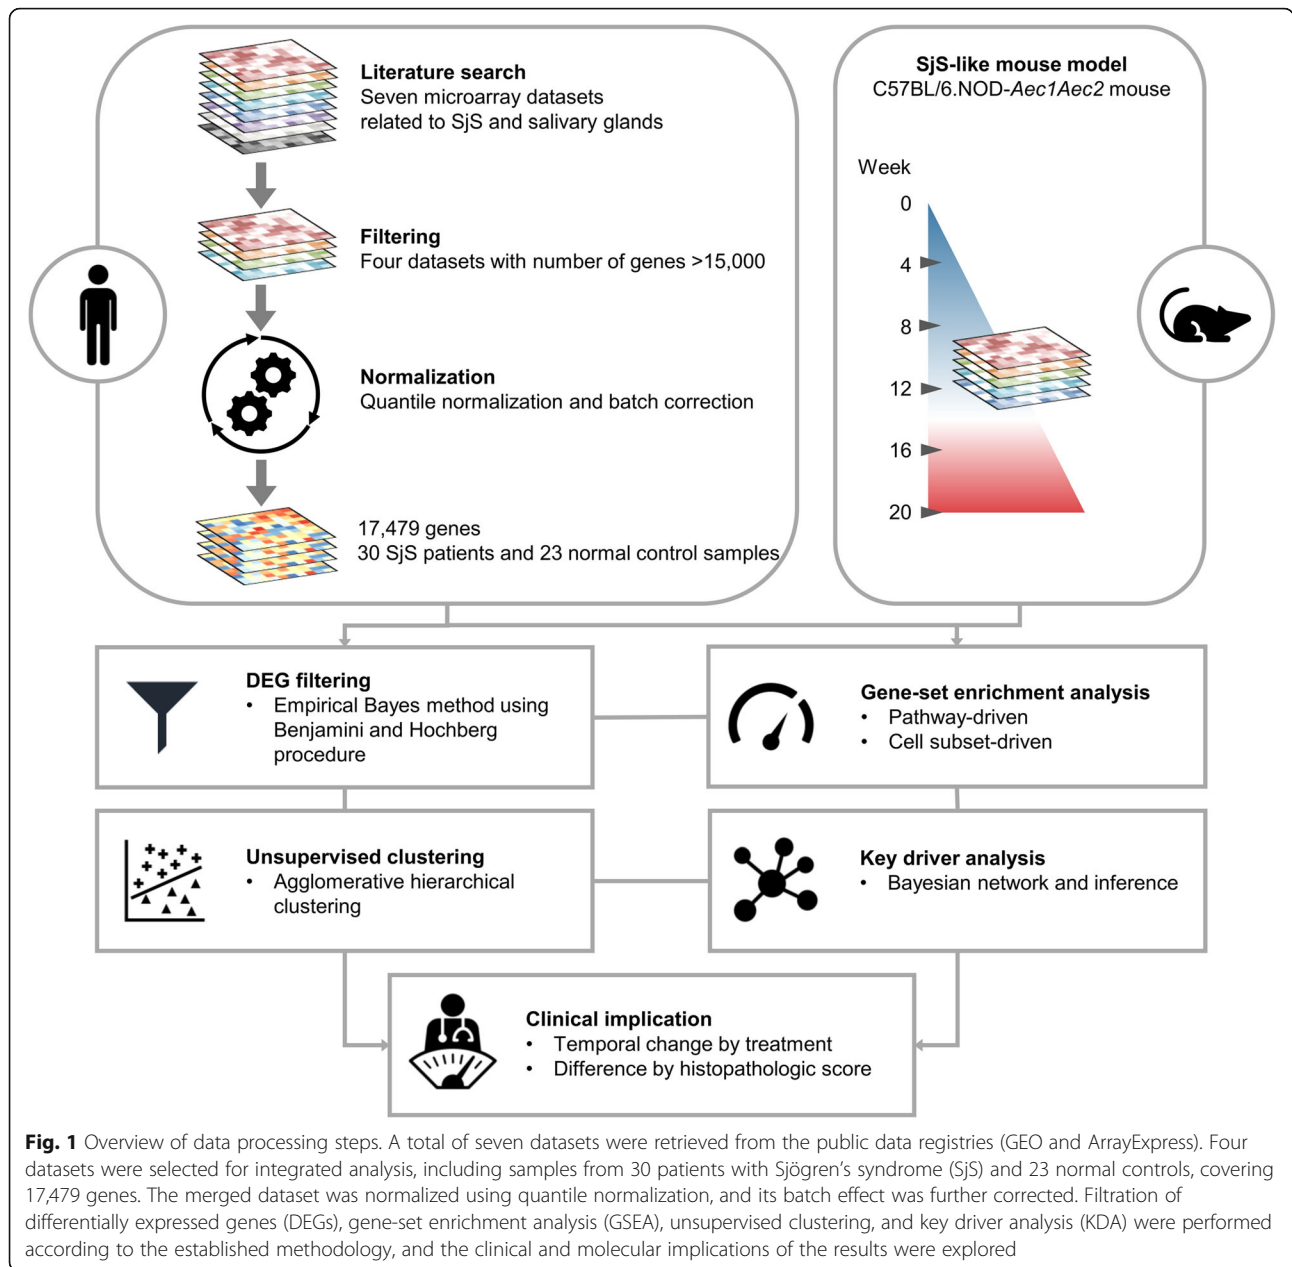 Literature search
Seven microarray datasets
related to SjS and salivary glands
Filtering
Four datasets with number of genes >15,000
Normalization
Quantile normalization and batch correction
17,479 genes
30 SjS patients and 23 normal control samples
SjS-like mouse model
C57BL/6.NOD-Aec1Aec2 mouse
Week
0
4
8
12
16
20
DEG filtering
• Empirical Bayes method using
Benjamini and Hochberg
procedure
Gene-set enrichment analysis
• Pathway-driven
• Cell subset-driven
Unsupervised clustering
• Agglomerative hierarchical
clustering
Key driver analysis
• Bayesian network and inference
Clinical implication
• Temporal change by treatment
• Difference by histopathologic score
Fig. 1 Overview of data processing steps. A total of seven datasets were retrieved from the public data registries (GEO and ArrayExpress). Four
datasets were selected for integrated analysis, including samples from 30 patients with Sjögren's syndrome (SjS) and 23 normal controls, covering
17,479 genes. The merged dataset was normalized using quantile normalization, and its batch effect was further corrected. Filtration of
differentially expressed genes (DEGs), gene-set enrichment analysis (GSEA), unsupervised clustering, and key driver analysis (KDA) were performed
according to the established methodology, and the clinical and molecular implications of the results were explored